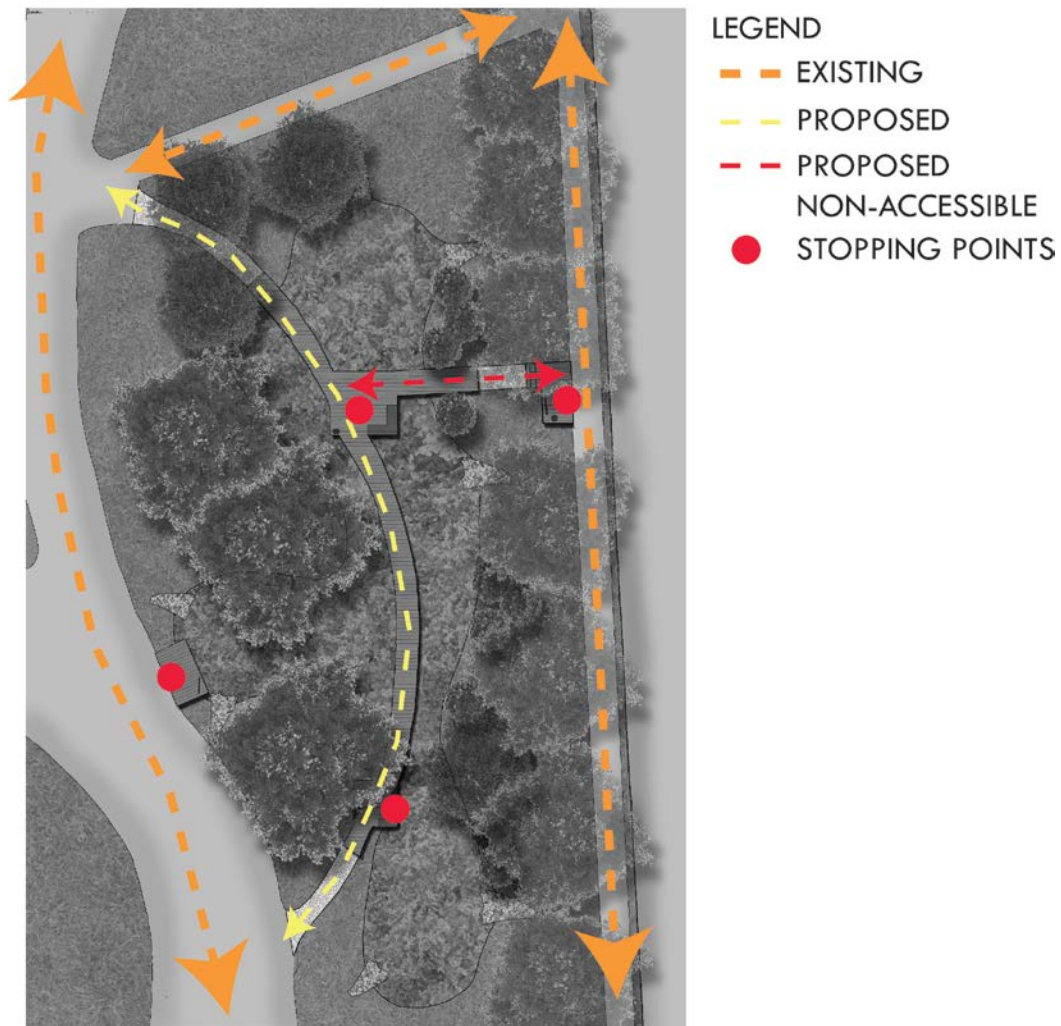 LEGEND
EXISTING
PROPOSED
PROPOSED
NON-ACCESSIBLE
STOPPING POINTS